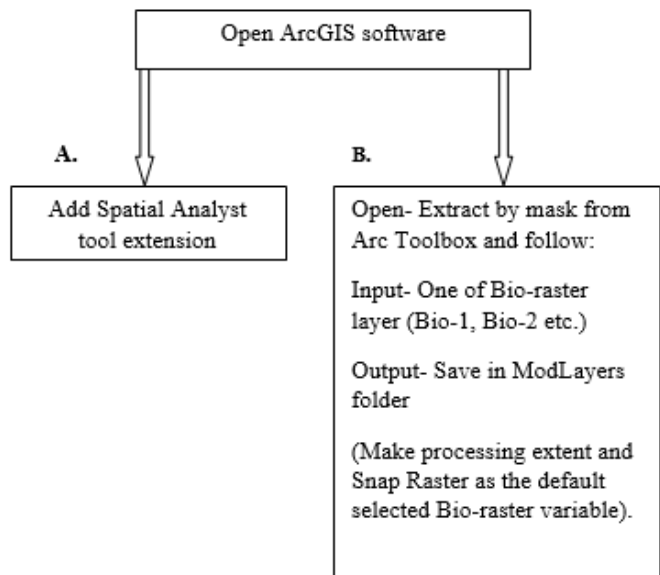 Open ArcGIS software
A.
Add Spatial Analyst
tool extension
B.
Open- Extract by mask from
Arc Toolbox and follow:
Input- One of Bio-raster
layer (Bio-1, Bio-2 etc.)
Output- Save in ModLayers
folder
(Make processing extent and
Snap Raster as the default
selected Bio-raster variable).